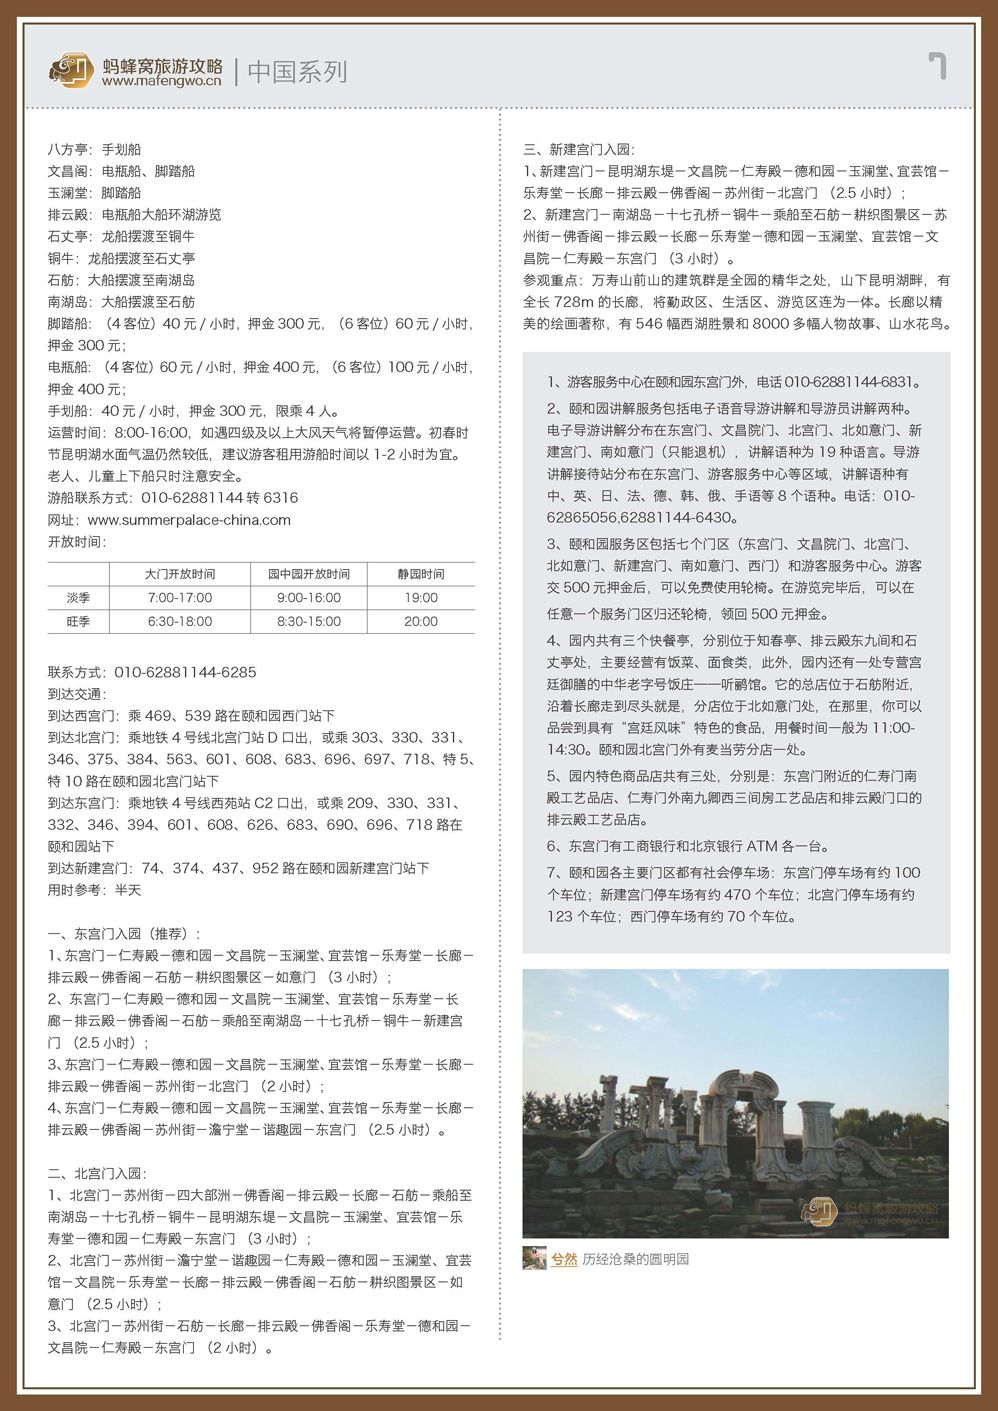 蚂蜂窝旅游攻略
www.mafengwo.cn
中国系列
7
八方亭：手划船
文昌阁：电瓶船、脚踏船
玉澜堂：脚踏船
排云殿：电瓶船大船环湖游览
石丈亭：龙船摆渡至铜牛
铜牛：龙船摆渡至石丈亭
石舫：大船摆渡至南湖岛
南湖岛：大船摆渡至石舫
脚踏船：（4 客位）40 元 / 小时，押金 300 元，（6 客位）60 元 / 小时，
押金 300 元；
电瓶船：（4 客位）60 元 / 小时，押金 400 元，（6 客位）100 元 / 小时，
押金 400 元；
手划船：40 元 / 小时，押金 300 元，限乘 4 人。
运营时间：8:00-16:00，如遇四级及以上大风天气将暂停运营。初春时
节昆明湖水面气温仍然较低，建议游客租用游船时间以 1-2 小时为宜。
老人、儿童上下船只时注意安全。
游船联系方式：010-62881144 转 6316
网址：www.summerpalace-china.com
开放时间：
大门开放时间 园中园开放时间 静园时间
淡季 7:00-17:00 9:00-16:00 19:00
旺季 6:30-18:00 8:30-15:00 20:00
联系方式：010-62881144-6285
到达交通：
到达西宫门：乘 469、539 路在颐和园西门站下
到达北宫门：乘地铁 4 号线北宫门站 D 口出，或乘 303、330、331、
346、375、384、563、601、608、683、696、697、718、特 5、
特 10 路在颐和园北宫门站下
到达东宫门：乘地铁 4 号线西苑站 C2 口出，或乘 209、330、331、
332、346、394、601、608、626、683、690、696、718 路在
颐和园站下
到达新建宫门：74、374、437、952 路在颐和园新建宫门站下
用时参考：半天
一、东宫门入园（推荐）：
1、东宫门－仁寿殿－德和园－文昌院－玉澜堂、宜芸馆－乐寿堂－长廊－
排云殿－佛香阁－石舫－耕织图景区－如意门 （3 小时）；
2、东宫门－仁寿殿－德和园－文昌院－玉澜堂、宜芸馆－乐寿堂－长
廊－排云殿－佛香阁－石舫－乘船至南湖岛－十七孔桥－铜牛－新建宫
门 （2.5 小时）；
3、东宫门－仁寿殿－德和园－文昌院－玉澜堂、宜芸馆－乐寿堂－长廊－
排云殿－佛香阁－苏州街－北宫门 （2 小时）；
4、东宫门－仁寿殿－德和园－文昌院－玉澜堂、宜芸馆－乐寿堂－长廊－
排云殿－佛香阁－苏州街－澹宁堂－谐趣园－东宫门 （2.5 小时）。
二、北宫门入园：
1、北宫门－苏州街－四大部洲－佛香阁－排云殿－长廊－石舫－乘船至
南湖岛－十七孔桥－铜牛－昆明湖东堤－文昌院－玉澜堂、宜芸馆－乐
寿堂－德和园－仁寿殿－东宫门 （3 小时）；
2、北宫门－苏州街－澹宁堂－谐趣园－仁寿殿－德和园－玉澜堂、宜芸
馆－文昌院－乐寿堂－长廊－排云殿－佛香阁－石舫－耕织图景区－如
意门 （2.5 小时）；
3、北宫门－苏州街－石舫－长廊－排云殿－佛香阁－乐寿堂－德和园－
文昌院－仁寿殿－东宫门 （2 小时）。
三、新建宫门入园：
1、新建宫门－昆明湖东堤－文昌院－仁寿殿－德和园－玉澜堂、宜芸馆－
乐寿堂－长廊－排云殿－佛香阁－苏州街－北宫门 （2.5 小时）；
2、新建宫门－南湖岛－十七孔桥－铜牛－乘船至石舫－耕织图景区－苏
州街－佛香阁－排云殿－长廊－乐寿堂－德和园－玉澜堂、宜芸馆－文
昌院－仁寿殿－东宫门 （3 小时）。
参观重点：万寿山前山的建筑群是全园的精华之处，山下昆明湖畔，有
全长 728m 的长廊，将勤政区、生活区、游览区连为一体。长廊以精
美的绘画著称，有 546 幅西湖胜景和 8000 多幅人物故事、山水花鸟。
1、游客服务中心在颐和园东宫门外，电话 010-62881144-6831。
2、颐和园讲解服务包括电子语音导游讲解和导游员讲解两种。
电子导游讲解分布在东宫门、文昌院门、北宫门、北如意门、新
建宫门、南如意门（只能退机），讲解语种为 19 种语言。导游
讲解接待站分布在东宫门、游客服务中心等区域，讲解语种有
中、英、日、法、德、韩、俄、手语等 8 个语种。电话：010-
62865056,62881144-6430。
3、颐和园服务区包括七个门区（东宫门、文昌院门、北宫门、
北如意门、新建宫门、南如意门、西门）和游客服务中心。游客
交 500 元押金后，可以免费使用轮椅。在游览完毕后，可以在
任意一个服务门区归还轮椅，领回 500 元押金。
4、园内共有三个快餐亭，分别位于知春亭、排云殿东九间和石
丈亭处，主要经营有饭菜、面食类，此外，园内还有一处专营宫
廷御膳的中华老字号饭庄——听鹂馆。它的总店位于石舫附近，
沿着长廊走到尽头就是，分店位于北如意门处，在那里，你可以
品尝到具有“宫廷风味”特色的食品，用餐时间一般为 11:00-
14:30。颐和园北宫门外有麦当劳分店一处。
5、园内特色商品店共有三处，分别是：东宫门附近的仁寿门南
殿工艺品店、仁寿门外南九卿西三间房工艺品店和排云殿门口的
排云殿工艺品店。
6、东宫门有工商银行和北京银行 ATM 各一台。
7、颐和园各主要门区都有社会停车场：东宫门停车场有约 100
个车位；新建宫门停车场有约 470 个车位；北宫门停车场有约
123 个车位；西门停车场有约 70 个车位。
蚂蜂窝旅游攻略
www.mafengwo.cn
兮然 历经沧桑的圆明园